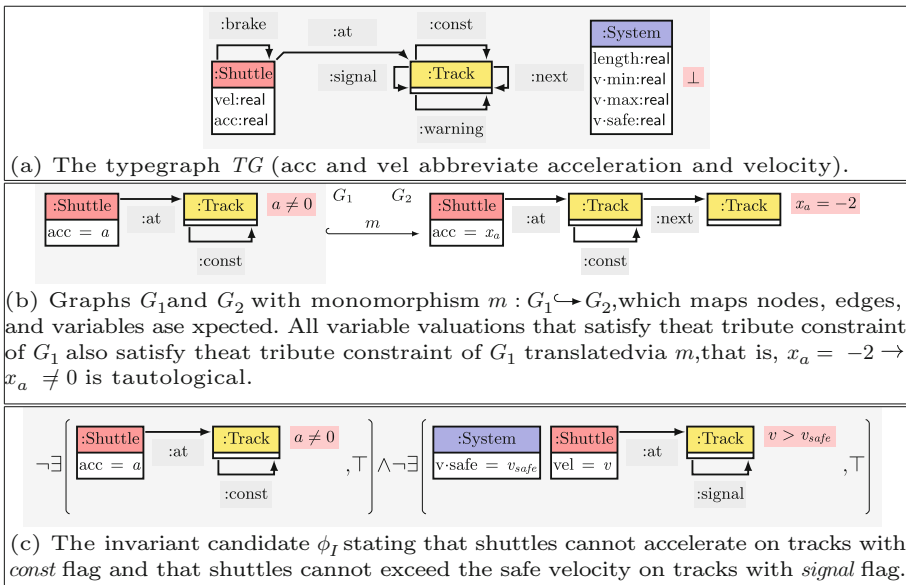 :brake
:at
:const
:System
:Shuttle
:signal
:Track
:next
length:real
v·min:real
v·max:real
v·safe:real
⊥
vel:real
acc:real
:warning
(a) The typegraph TG (acc and vel abbreviate acceleration and velocity).
:Shuttle
:Track
a ≠ 0
G₁
G₂
:Shuttle
:Track
:Track
xₐ = −2
acc = a
:at
m
acc = xₐ
:at
:next
:const
:const
(b) Graphs G₁and G₂ with monomorphism m : G₁↪G₂,which maps nodes, edges,
and variables ase xpected. All variable valuations that satisfy theat tribute constraint
of G₁ also satisfy theat tribute constraint of G₁ translatedvia m,that is, xₐ = −2 →
xₐ ≠ 0 is tautological.
¬∃
:Shuttle
:Track
a ≠ 0
acc = a
:at
:const
,⊤
∧¬∃
:System
:Shuttle
:Track
v > v_safe
v·safe = v_safe
vel = v
:at
:signal
,⊤
(c) The invariant candidate ϕ_I stating that shuttles cannot accelerate on tracks with
const flag and that shuttles cannot exceed the safe velocity on tracks with signal flag.